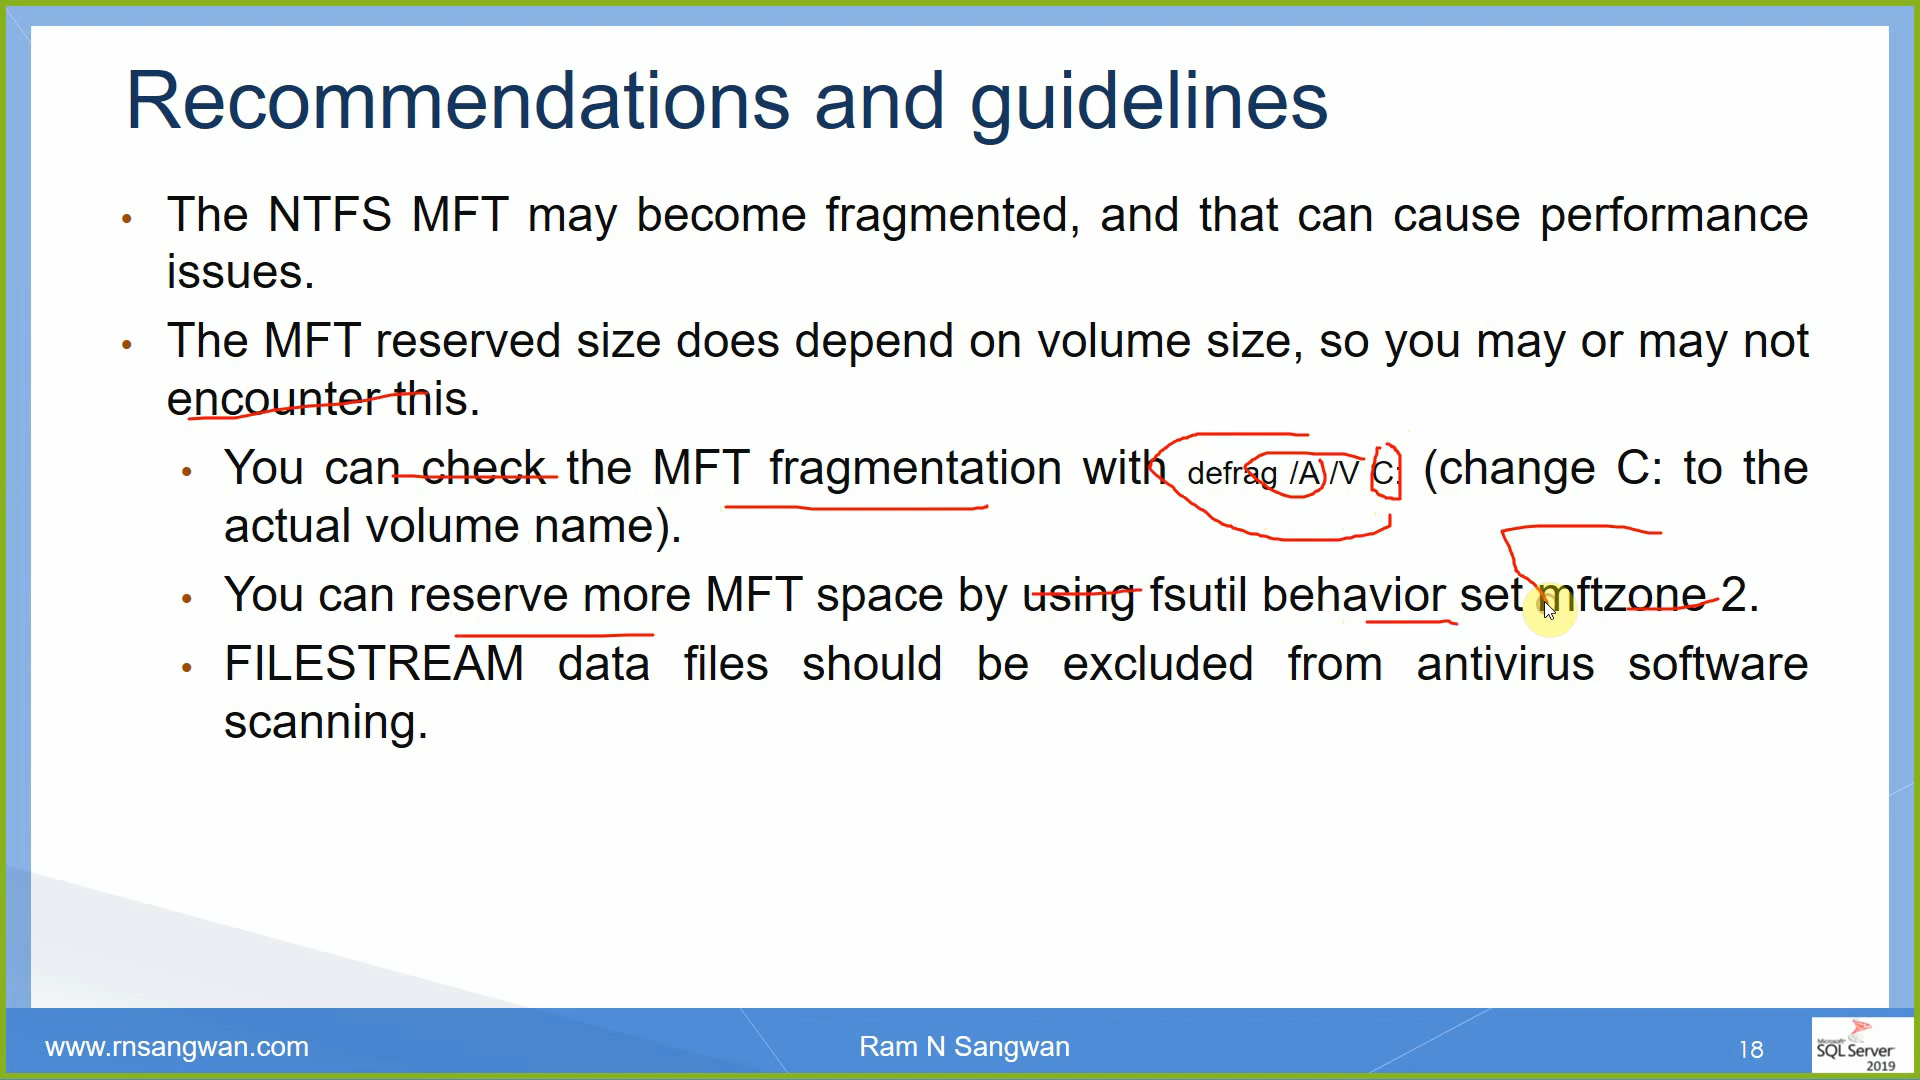 Recommendations and guidelines
• The NTFS MFT may become fragmented, and that can cause performance
issues.
• The MFT reserved size does depend on volume size, so you may or may not
encounter this.
• You can check the MFT fragmentation with defrag /A /V C: (change C: to the
actual volume name).
• You can reserve more MFT space by using fsutil behavior set mftzone 2.
• FILESTREAM data files should be excluded from antivirus software
scanning.
www.rnsangwan.com
Ram N Sangwan
18
Microsoft
SQL Server
2019